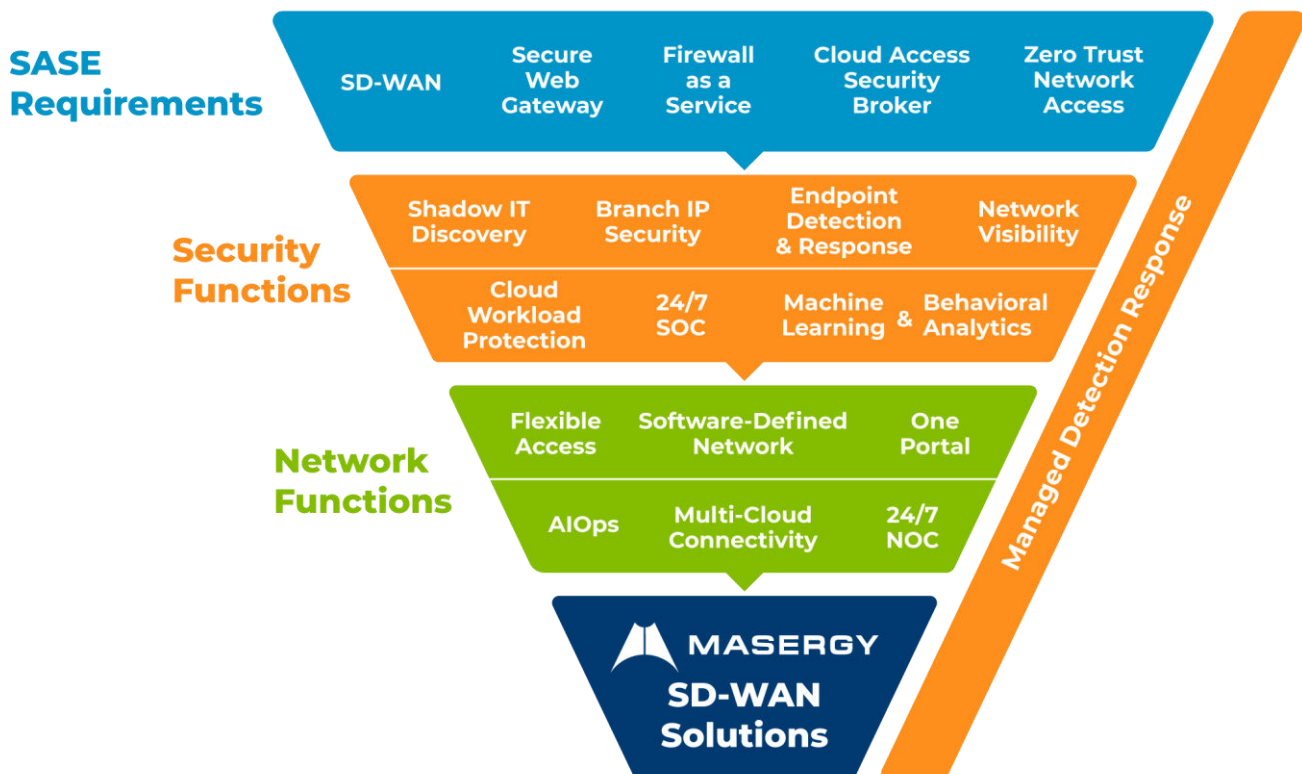 SASE
Requirements
SD-WAN
Secure
Web
Gateway
Firewall
as a
Service
Cloud Access
Security
Broker
Zero Trust
Network
Access
Security
Functions
Shadow IT
Discovery
Branch IP
Security
Endpoint
Detection
& Response
Network
Visibility
Cloud
Workload
Protection
24/7
SOC
Machine
Learning
&
Behavioral
Analytics
Network
Functions
Flexible
Access
Software-Defined
Network
One
Portal
AIOps
Multi-Cloud
Connectivity
24/7
NOC
MASERGY
SD-WAN
Solutions
Managed Detection Response